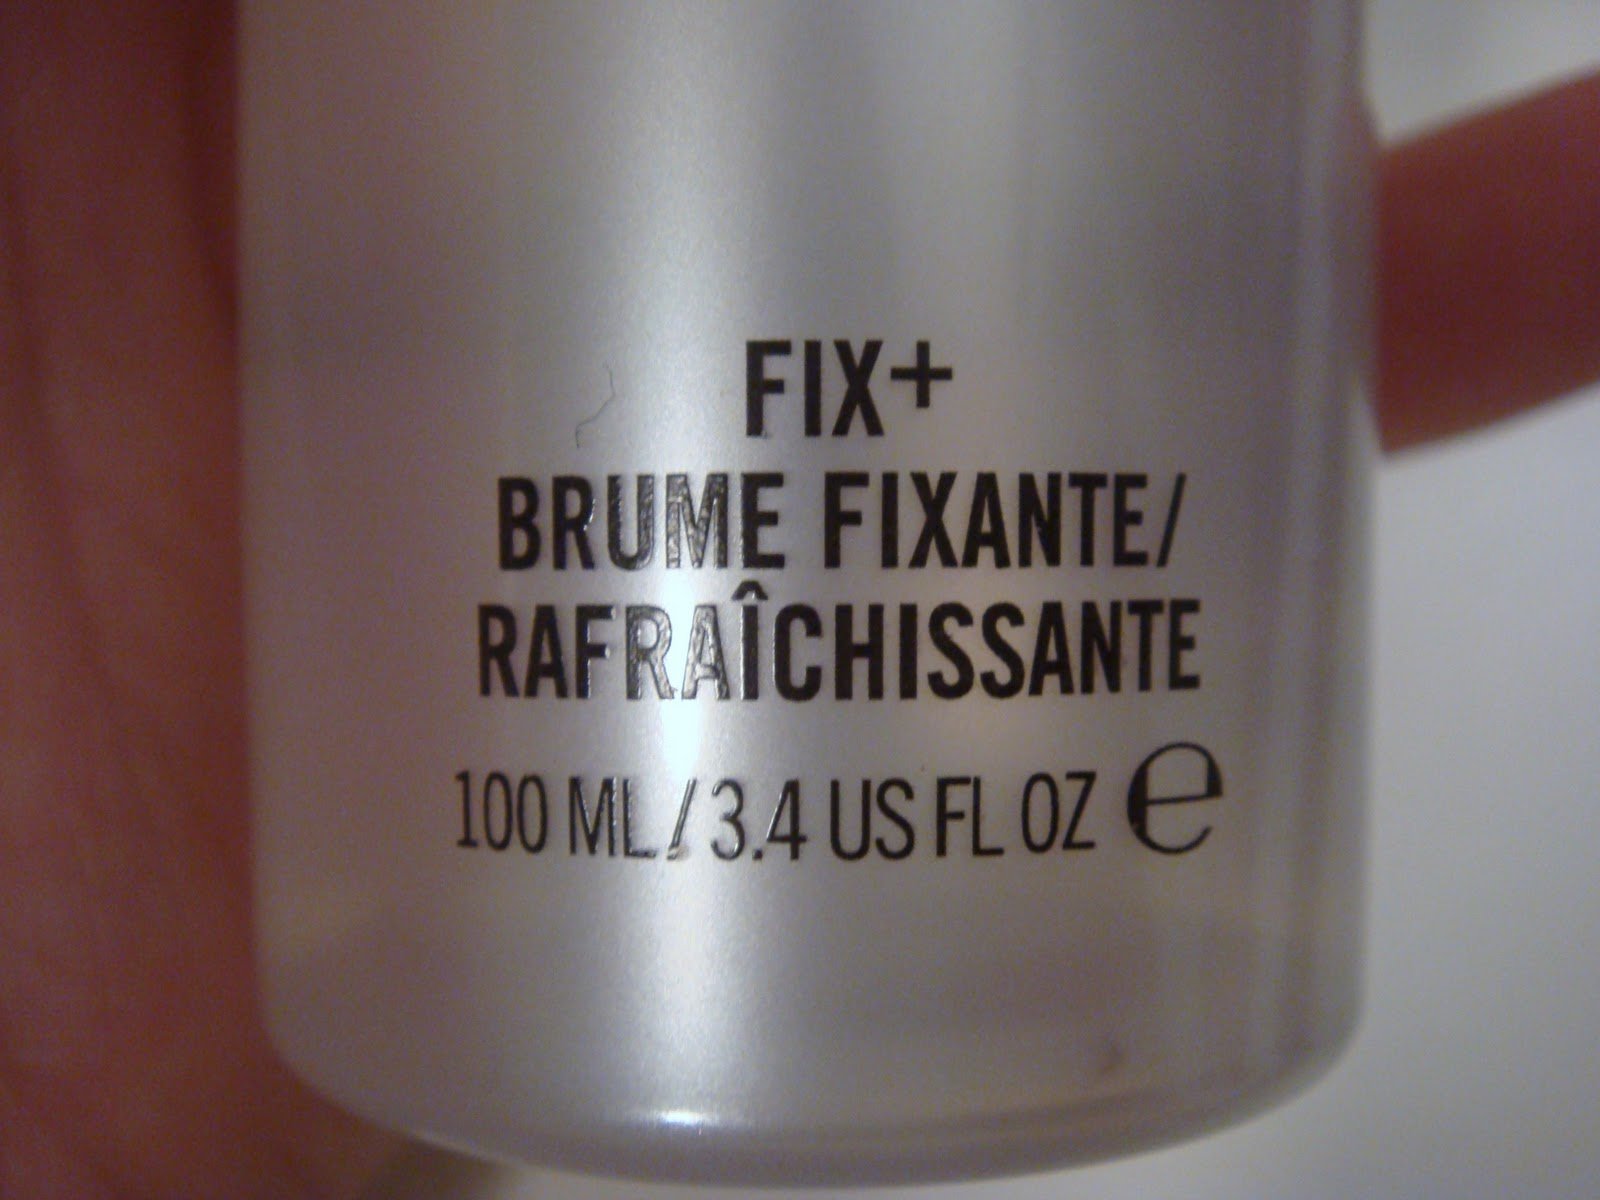 FIX+
BRUME FIXANTE/
RAFRAÎCHISSANTE
100 ML/3.4 US FL OZ ℮